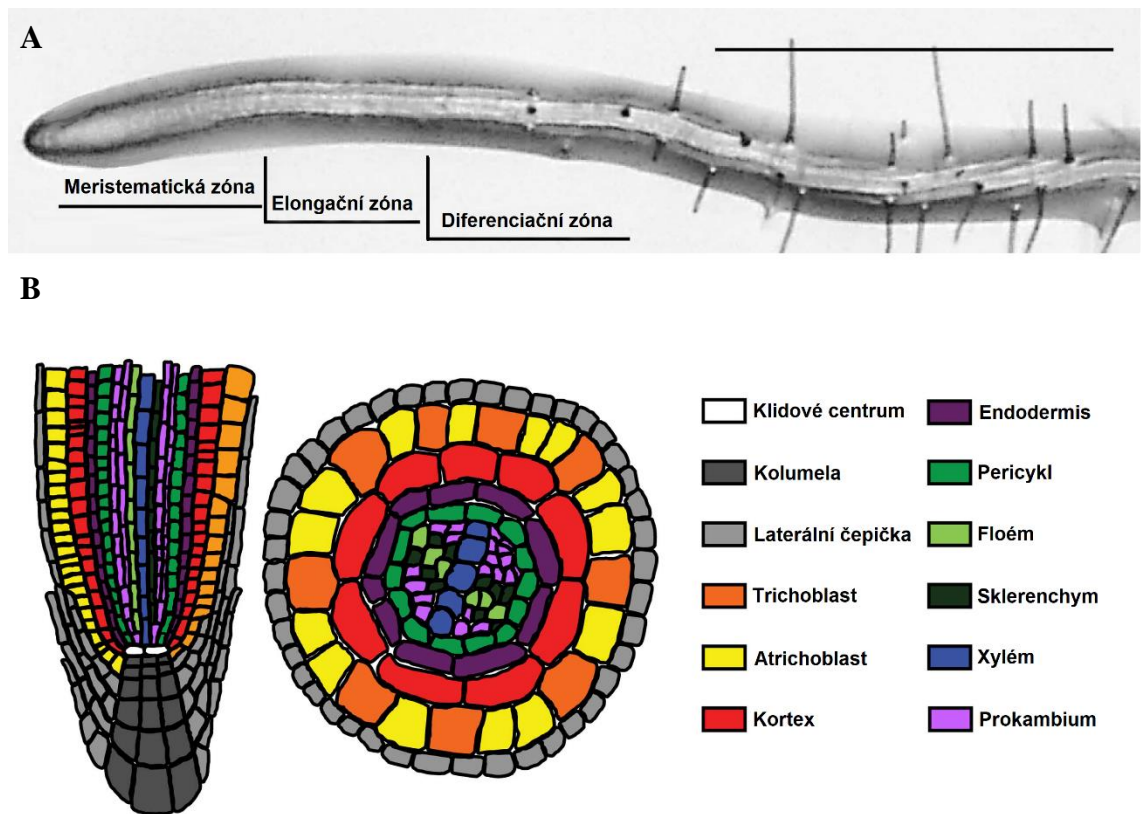 A
Meristematická zóna
Elongační zóna
Diferenciační zóna
B
Klidové centrum
Endodermis
Kolumela
Pericykl
Laterální čepička
Floém
Trichoblast
Sklerenchym
Atrichoblast
Xylém
Kortex
Prokambium